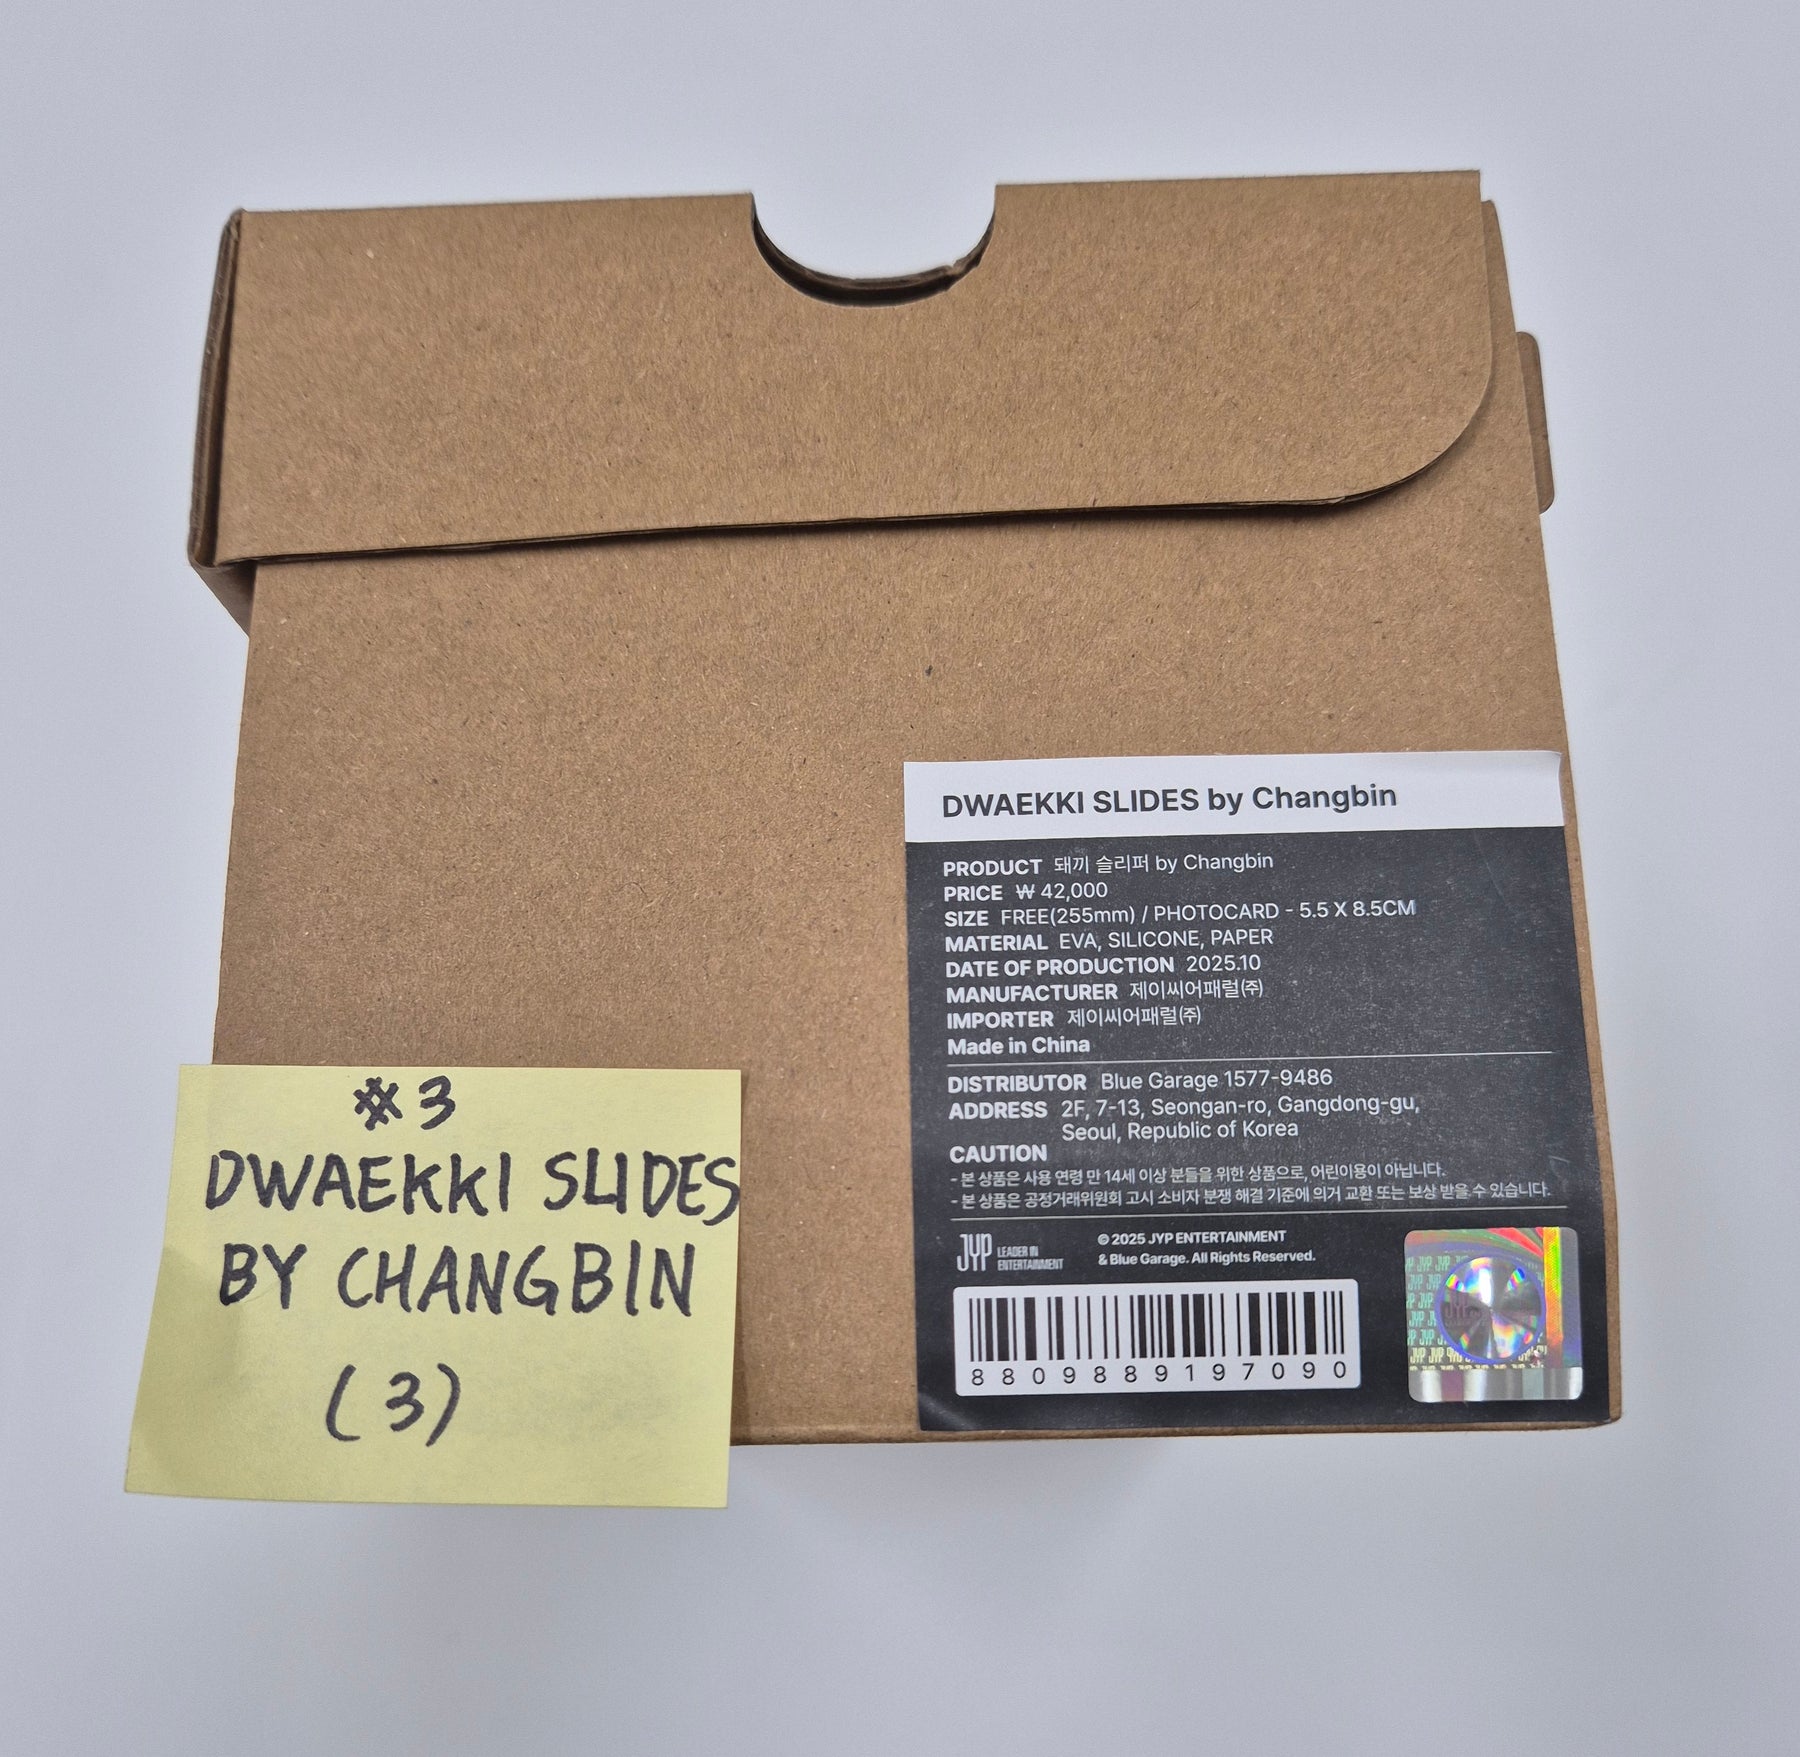 DWAEKKI SLIDES by Changbin
PRODUCT 돼끼 슬리퍼 by Changbin
PRICE ₩ 42,000
SIZE FREE(255mm) / PHOTOCARD - 5.5 X 8.5CM
MATERIAL EVA, SILICONE, PAPER
DATE OF PRODUCTION 2025.10
MANUFACTURER 제이씨어패럴㈜
IMPORTER 제이씨어패럴㈜
Made in China
DISTRIBUTOR Blue Garage 1577-9486
ADDRESS 2F, 7-13, Seongan-ro, Gangdong-gu,
Seoul, Republic of Korea
CAUTION
- 본 상품은 사용 연령 만 14세 이상 분들을 위한 상품으로, 어린이용이 아닙니다.
- 본 상품은 공정거래위원회 고시 소비자 분쟁 해결 기준에 의거 교환 또는 보상 받을 수 있습니다.
JYP LEADER IN
ENTERTAINMENT
© 2025 JYP ENTERTAINMENT
& Blue Garage. All Rights Reserved.
8809889197090
#3
DWAEKKI SLIDES
BY CHANGBIN
(3)